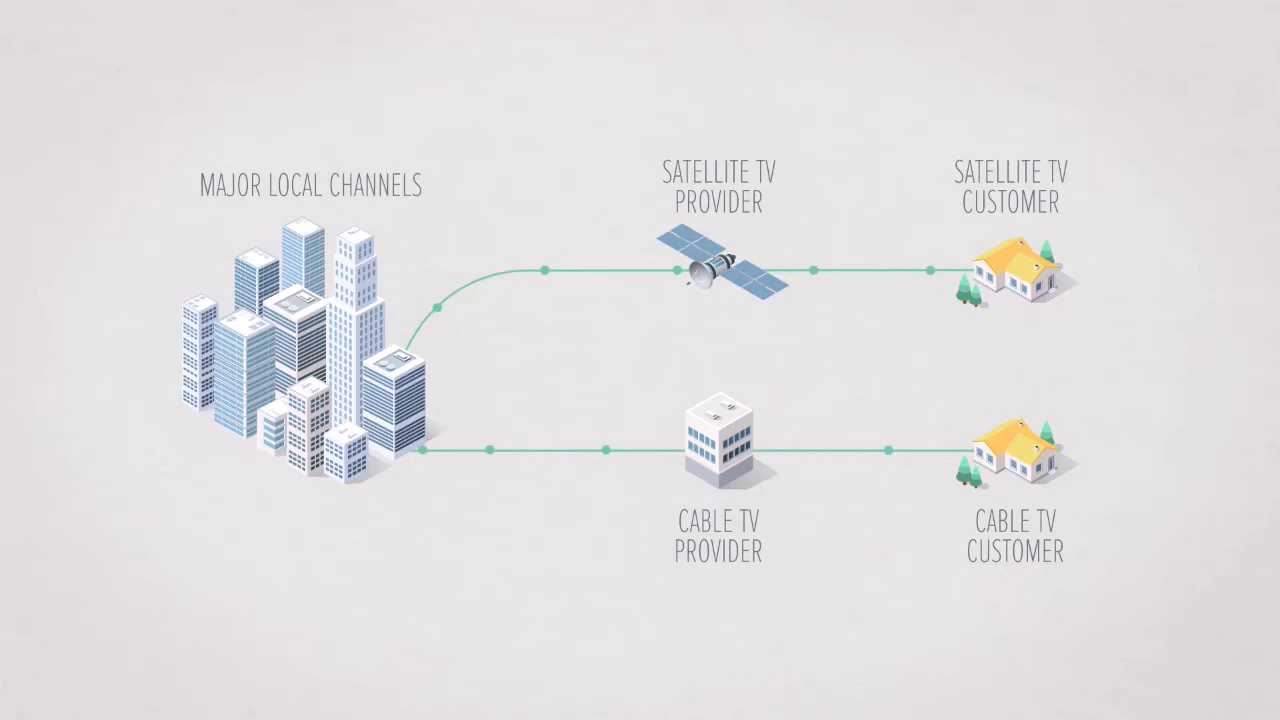 MAJOR LOCAL CHANNELS
SATELLITE TV
PROVIDER
SATELLITE TV
CUSTOMER
CABLE TV
PROVIDER
CABLE TV
CUSTOMER